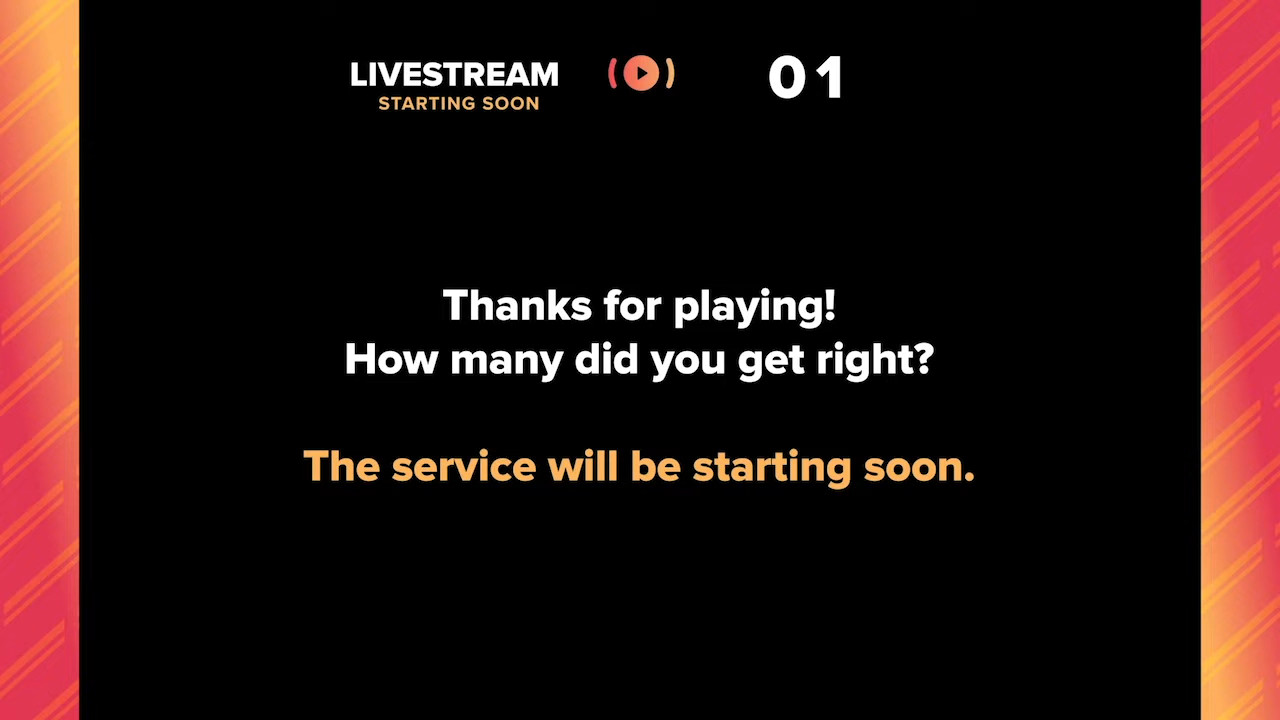 LIVESTREAM
STARTING SOON
01
Thanks for playing!
How many did you get right?
The service will be starting soon.